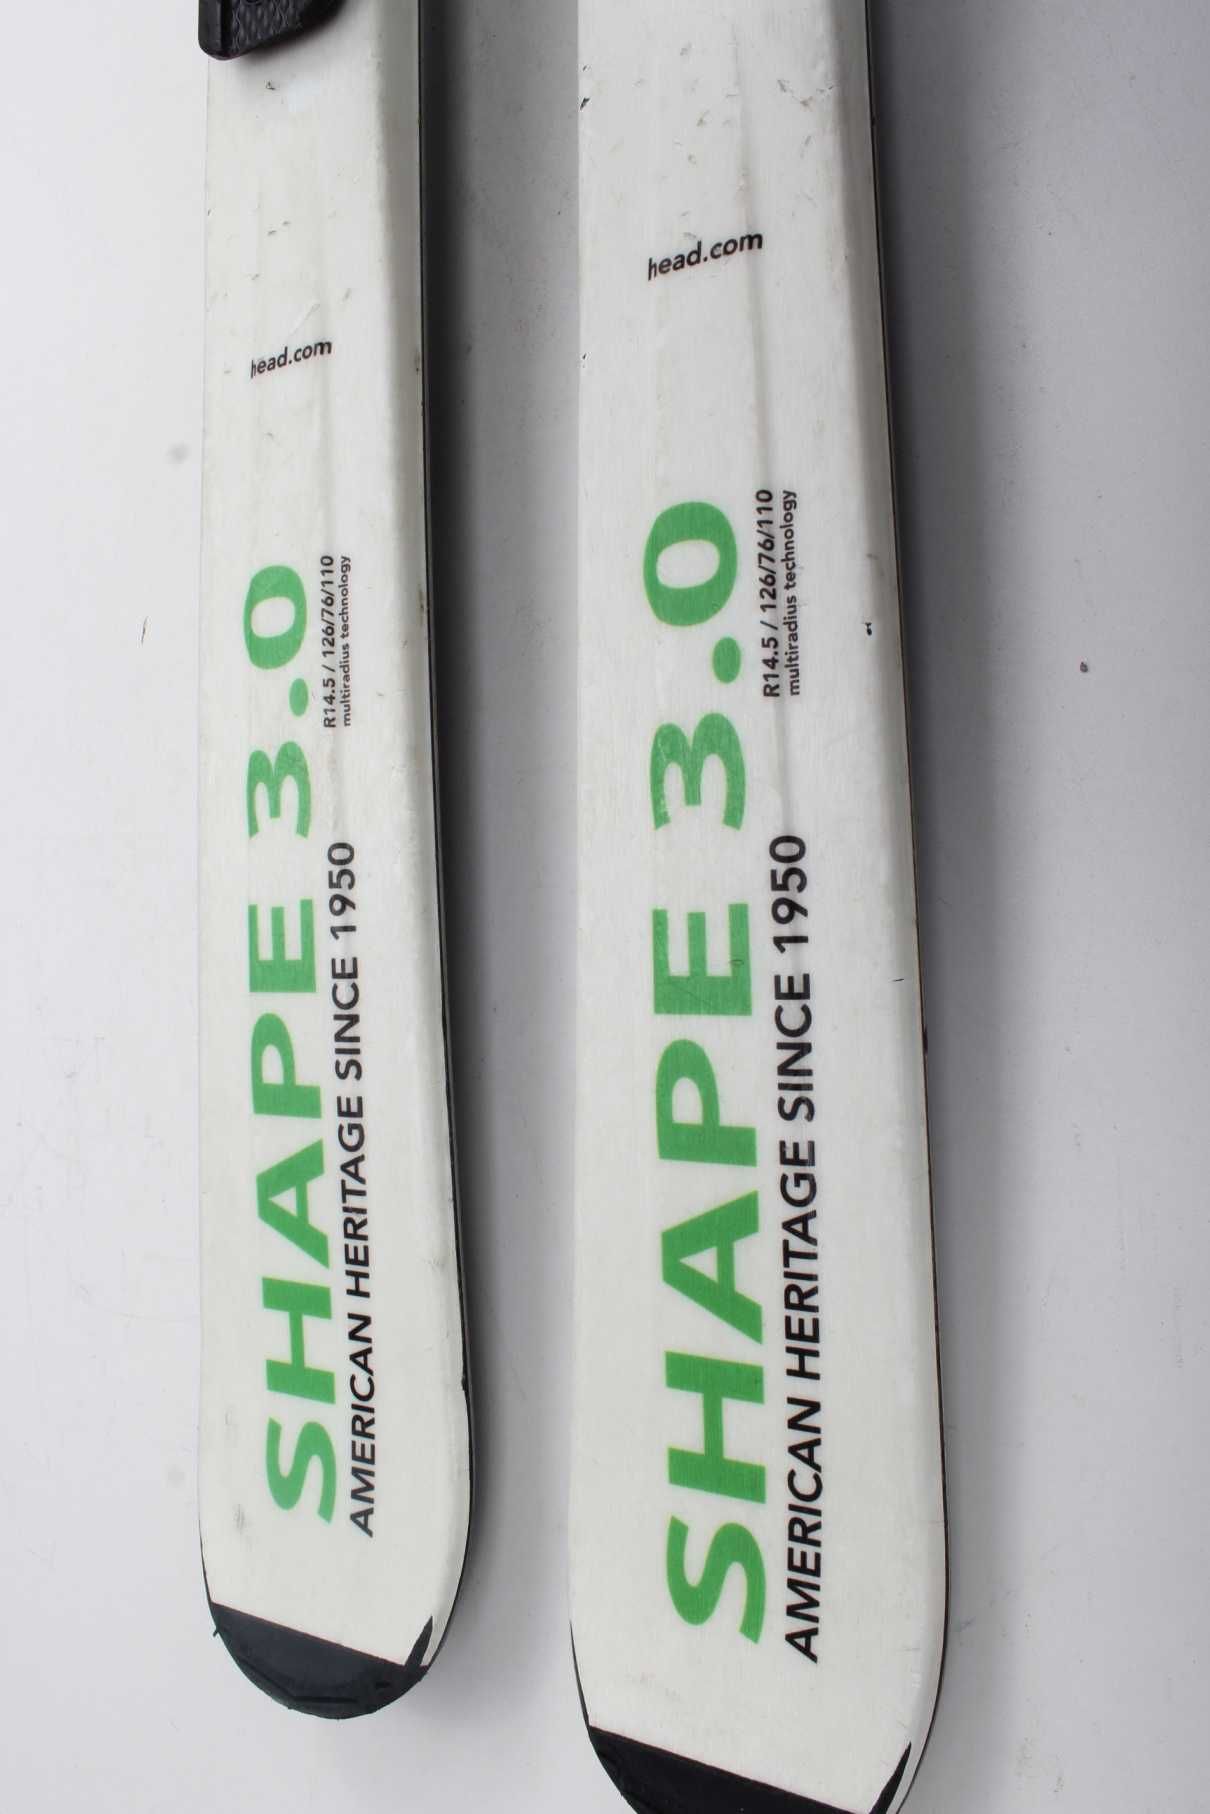 head.com
SHAPE 3.0
R14.5 / 126/76/110
multiradius technology
AMERICAN HERITAGE SINCE 1950
head.com
SHAPE 3.0
R14.5 / 126/76/110
multiradius technology
AMERICAN HERITAGE SINCE 1950